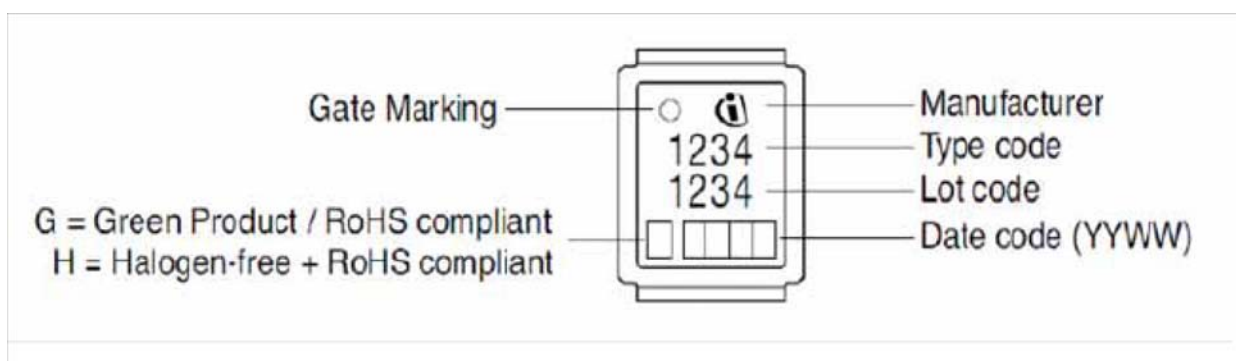 Gate Marking
Manufacturer
1234
Type code
1234
Lot code
G = Green Product / RoHS compliant
H = Halogen-free + RoHS compliant
Date code (YYWW)